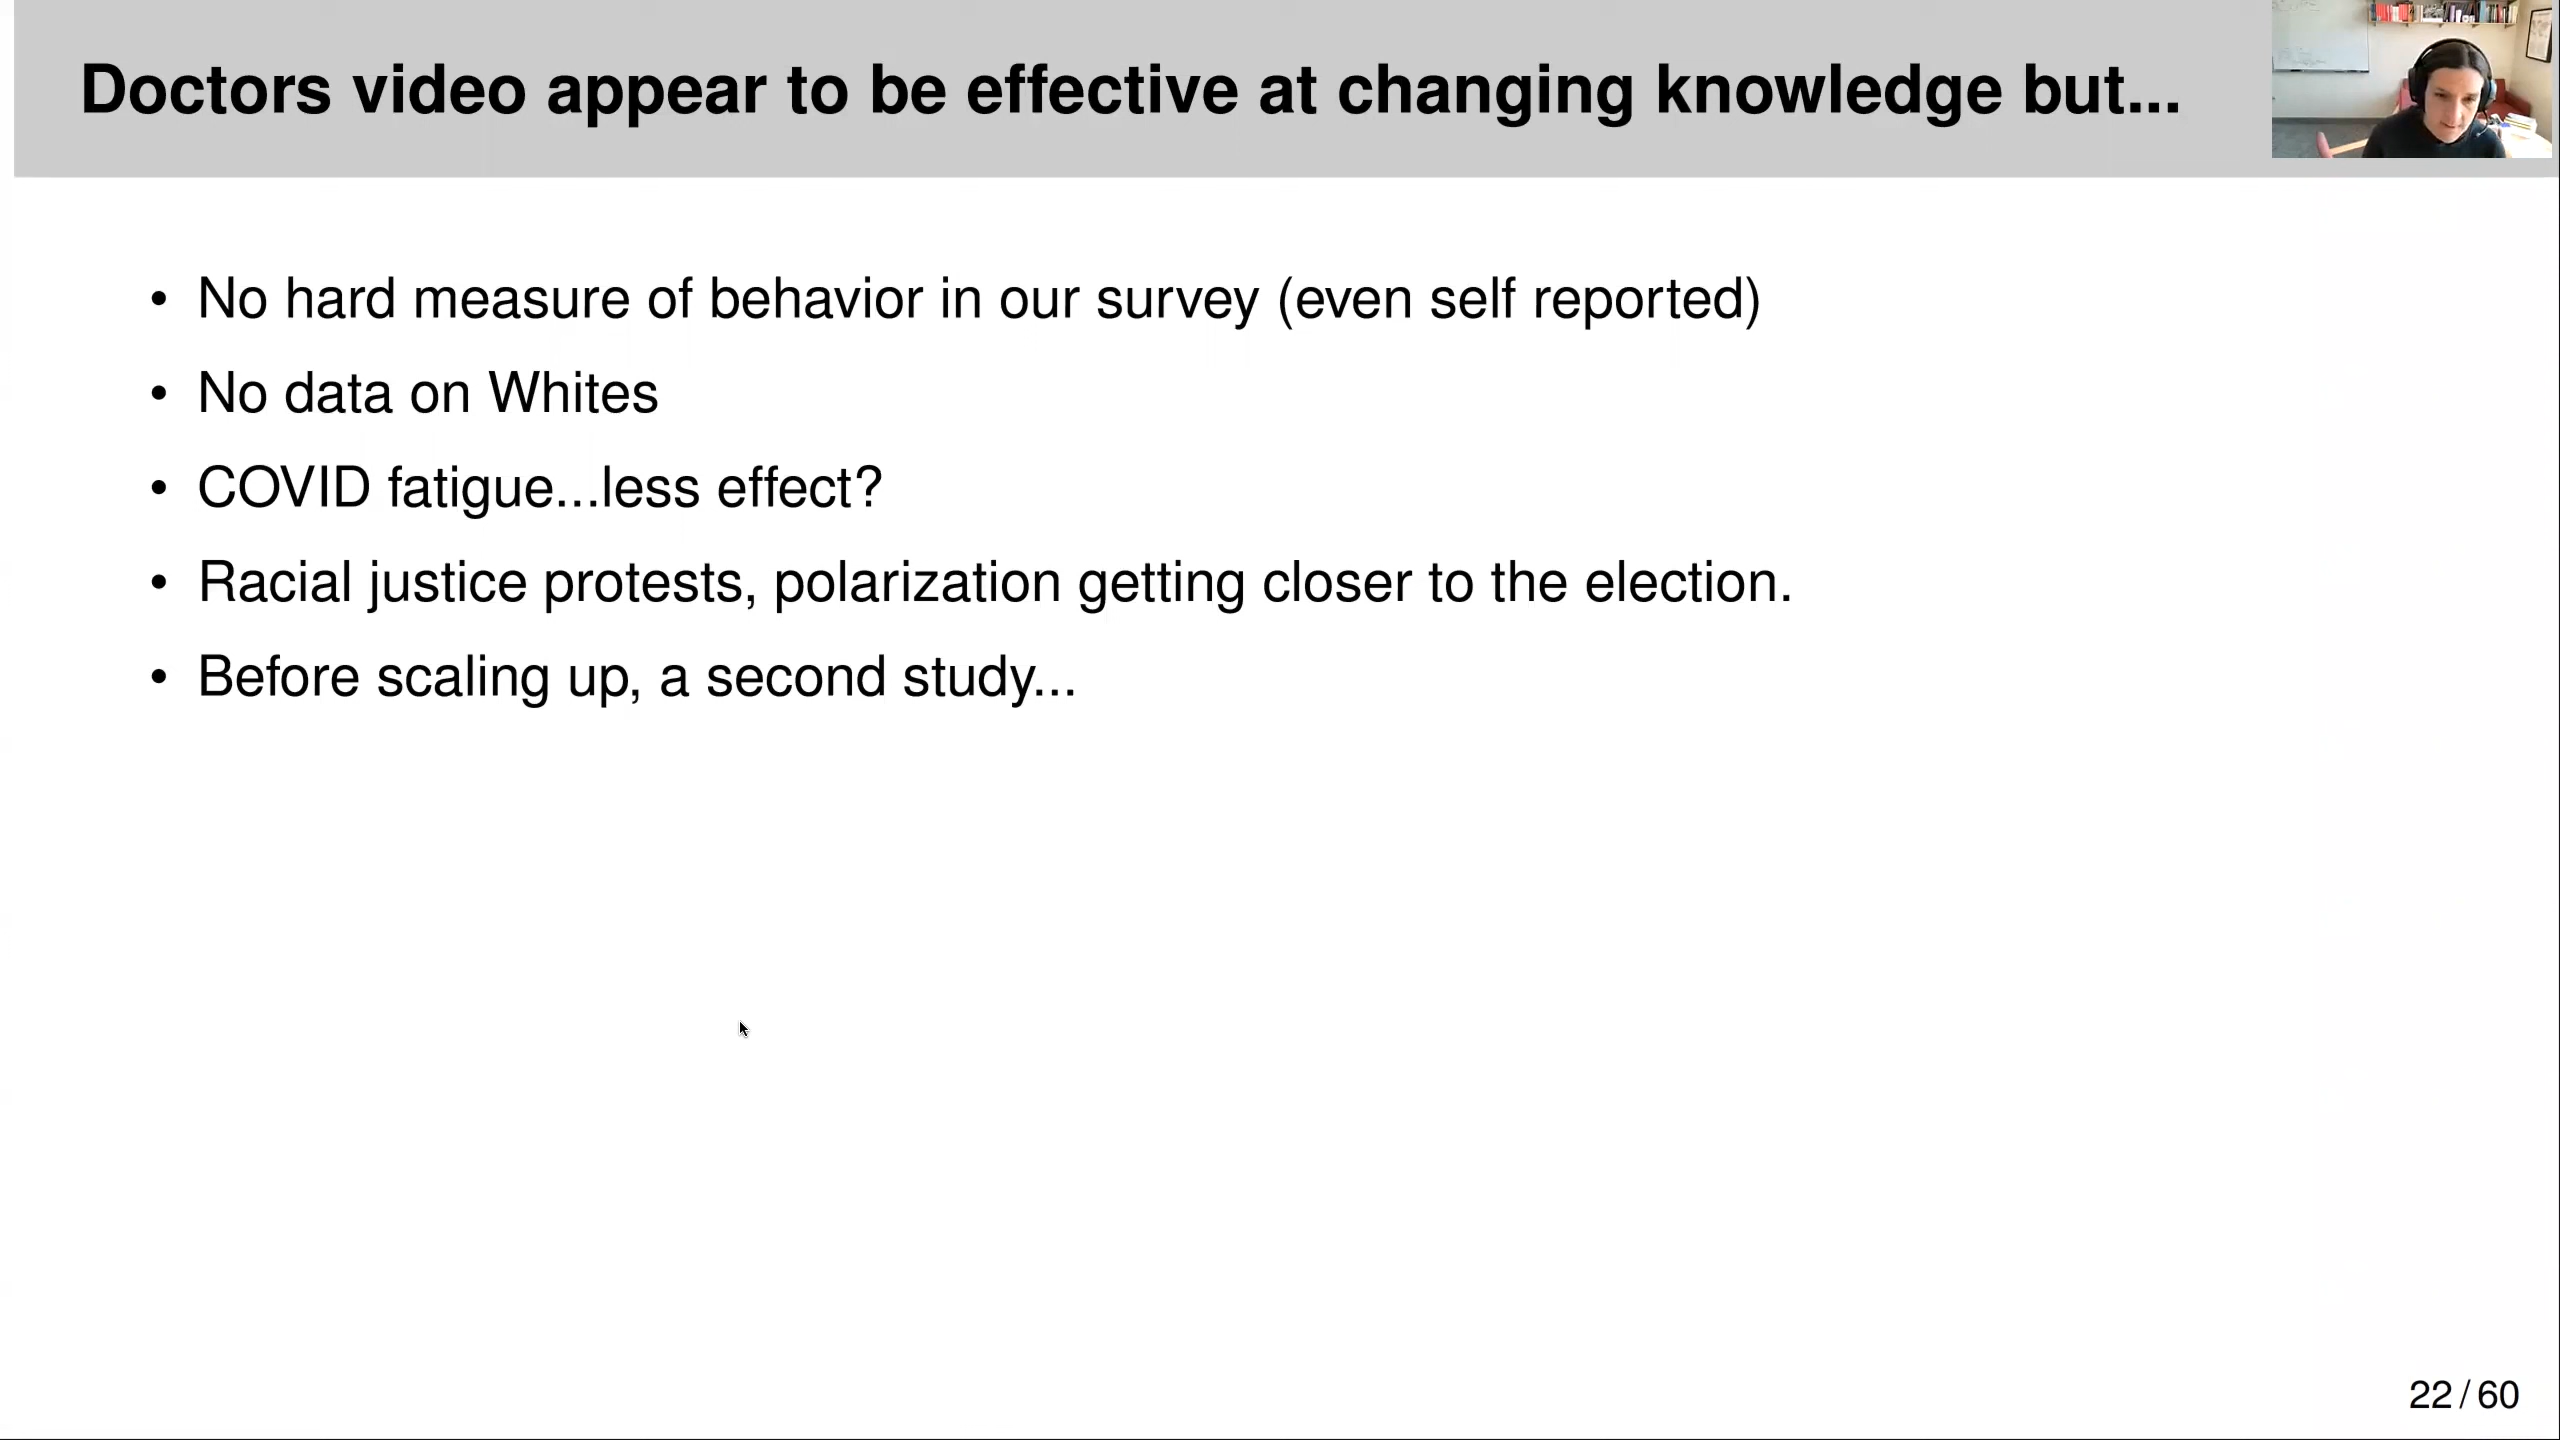 Doctors video appear to be effective at changing knowledge but...
• No hard measure of behavior in our survey (even self reported)
• No data on Whites
• COVID fatigue...less effect?
• Racial justice protests, polarization getting closer to the election.
• Before scaling up, a second study...
22 / 60